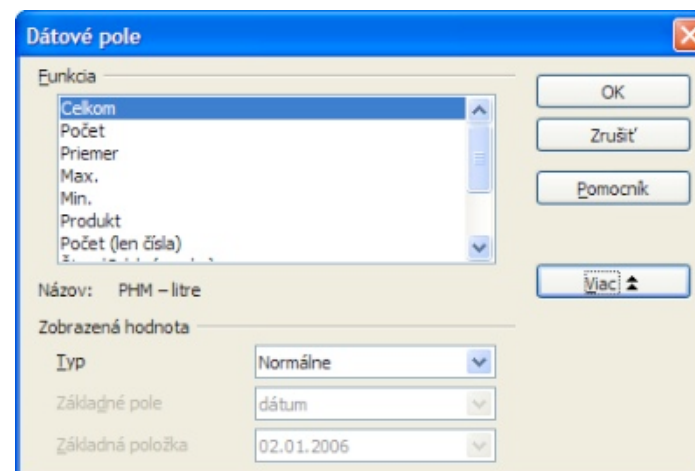 Dátové pole
Funkcia
Celkom
Počet
Priemer
Max.
Min.
Produkt
Počet (len čísla)
OK
Zrušiť
Pomocník
Viac
Názov: PHM – litre
Zobrazená hodnota
Typ Normálne
Základné pole dátum
Základná položka 02.01.2006